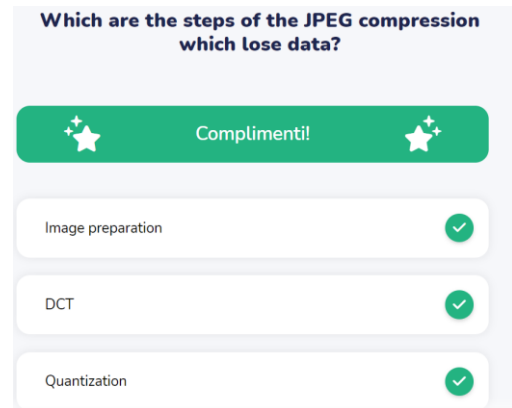 Which are the steps of the JPEG compression
which lose data?
Complimenti!
Image preparation
DCT
Quantization